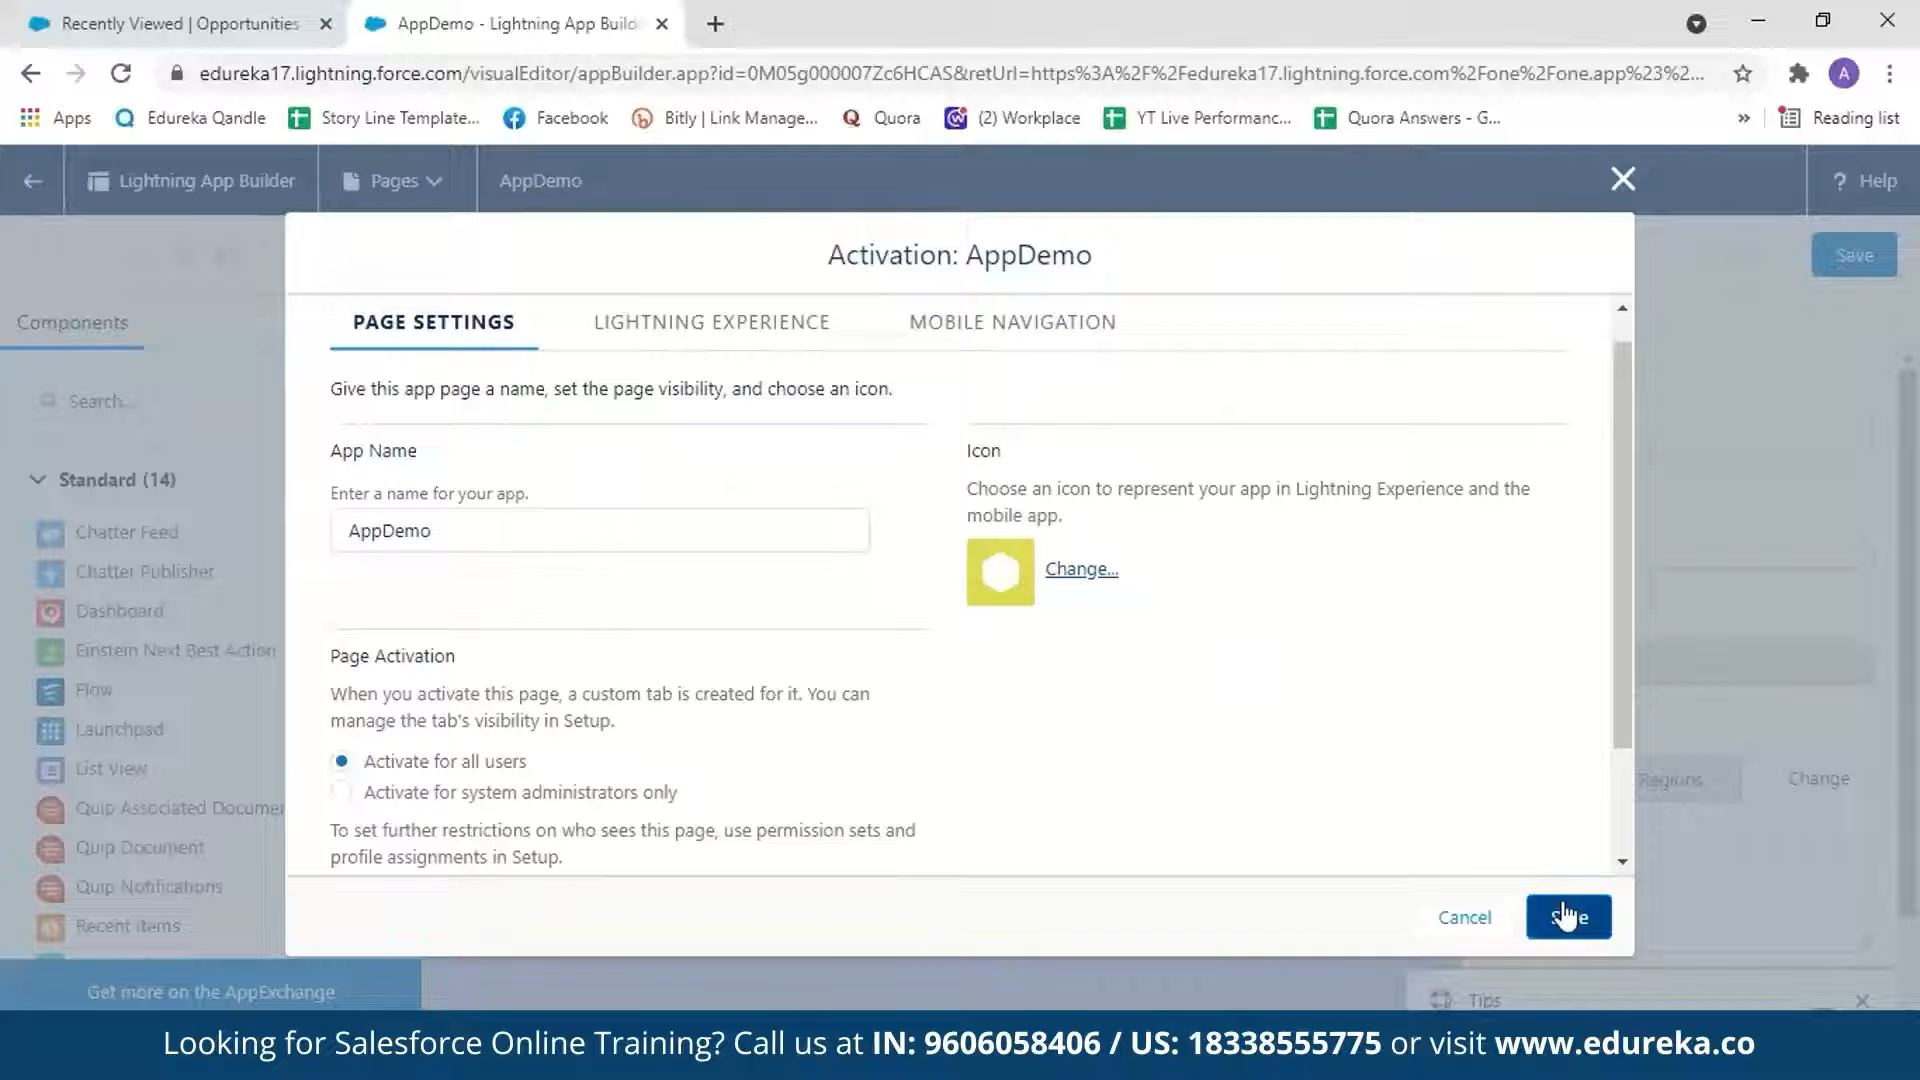 Recently Viewed | Opportunities
AppDemo - Lightning App Build
edureka17.lightning.force.com/visualEditor/appBuilder.app?id=0M05g000007Zc6HCAS&retUrl=https%3A%2F%2Fedureka17.lightning.force.com%2Fone%2Fone.app%23%2...
A
Apps
Edureka Qandle
Story Line Template...
Facebook
Bitly | Link Manage...
Quora
(2) Workplace
YT Live Performanc...
Quora Answers - G...
»
Reading list
Lightning App Builder
Pages
AppDemo
? Help
Activation: AppDemo
Save
Components
PAGE SETTINGS
LIGHTNING EXPERIENCE
MOBILE NAVIGATION
Give this app page a name, set the page visibility, and choose an icon.
Search...
App Name
Enter a name for your app.
AppDemo
Icon
Choose an icon to represent your app in Lightning Experience and the
mobile app.
Change...
Standard (14)
Chatter Feed
Chatter Publisher
Dashboard
Einstein Next Best Action
Flow
Launchpad
List View
Quip Associated Documen
Quip Document
Quip Notifications
Recent Items
Page Activation
When you activate this page, a custom tab is created for it. You can
manage the tab's visibility in Setup.
Activate for all users
Activate for system administrators only
To set further restrictions on who sees this page, use permission sets and
profile assignments in Setup.
Regions
Change
Cancel
Get more on the AppExchange
Tips
Looking for Salesforce Online Training? Call us at IN: 9606058406 / US: 18338555775 or visit www.edureka.co